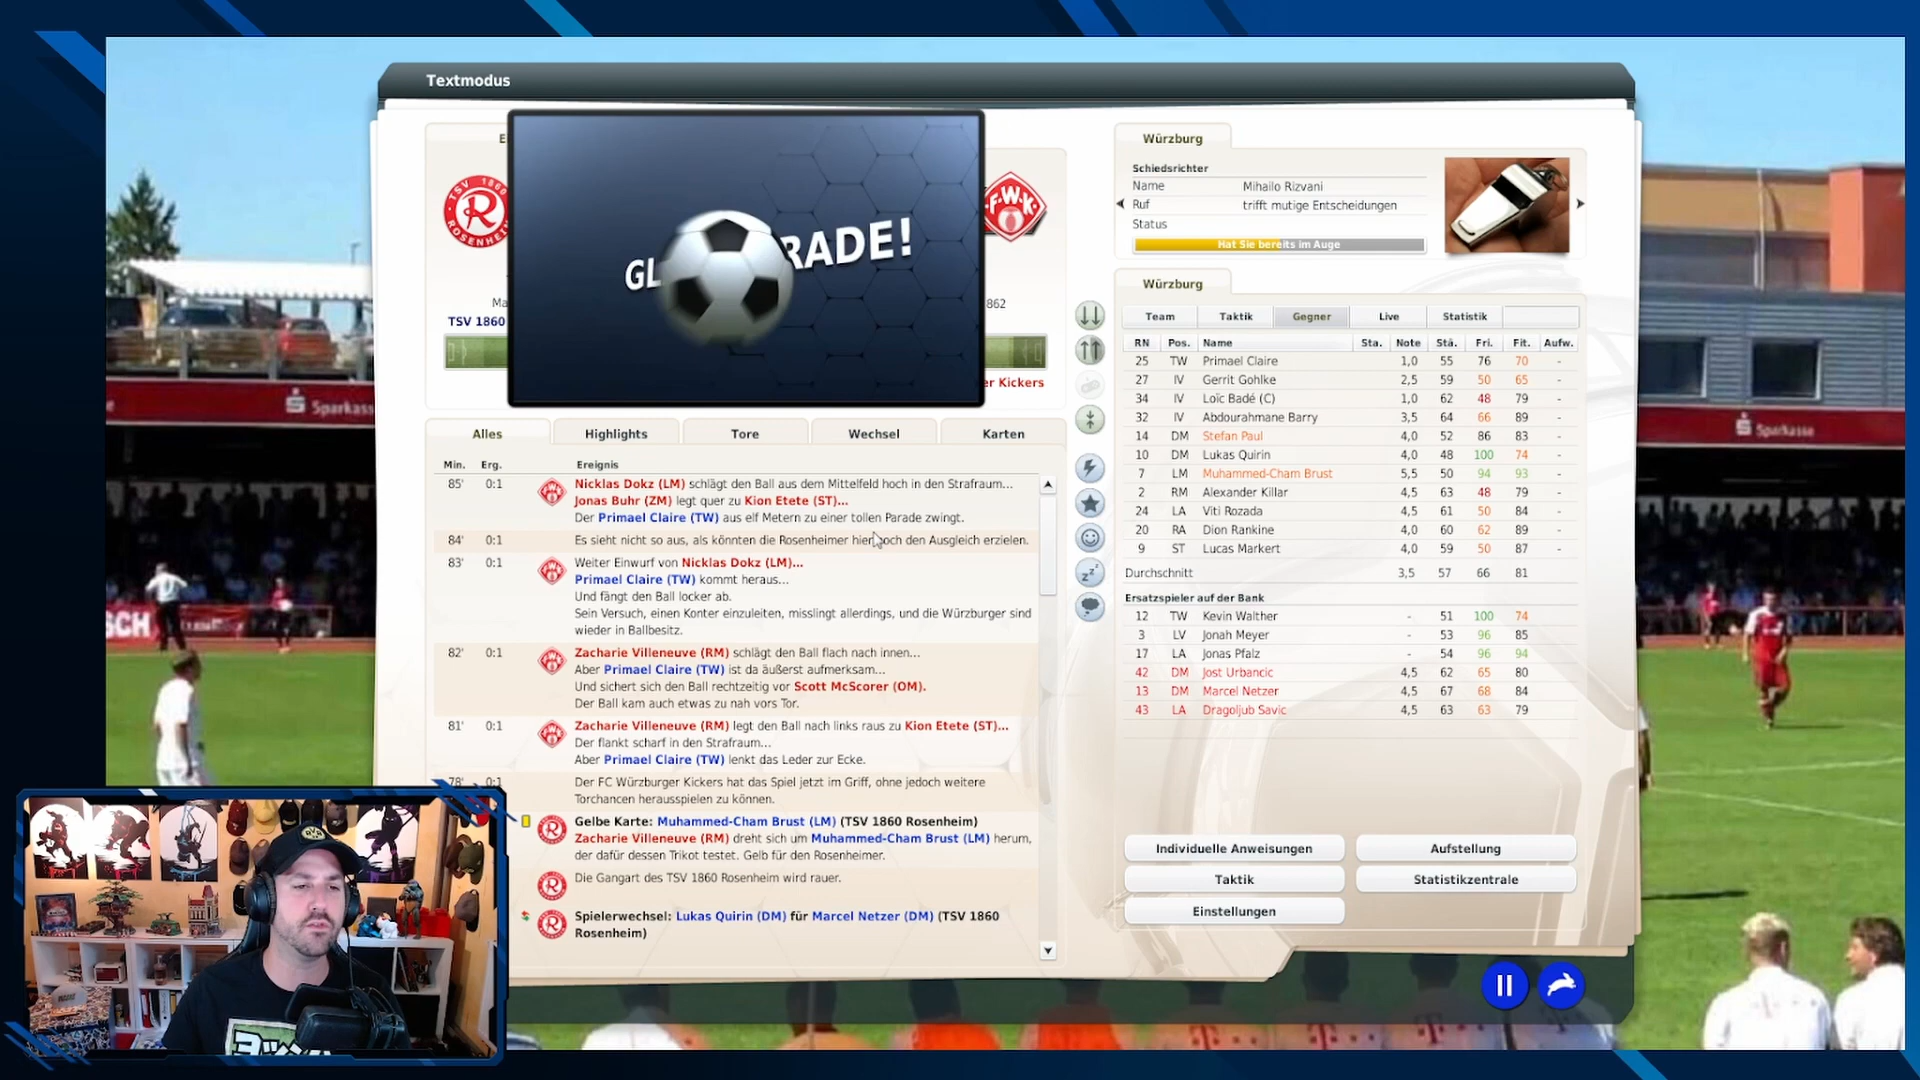 Textmodus
GL RADE!
TSV 1860
ROSENHEIM
R
FWK
Ma
862
TSV 1860
er Kickers
Alles Highlights Tore Wechsel Karten
Min. Erg. Ereignis
85' 0:1 Nicklas Dokz (LM) schlägt den Ball aus dem Mittelfeld hoch in den Strafraum...
Jonas Buhr (ZM) legt quer zu Kion Etete (ST)...
Der Primael Claire (TW) aus elf Metern zu einer tollen Parade zwingt.
84' 0:1 Es sieht nicht so aus, als könnten die Rosenheimer hier noch den Ausgleich erzielen.
83' 0:1 Weiter Einwurf von Nicklas Dokz (LM)...
Primael Claire (TW) kommt heraus...
Und fängt den Ball locker ab.
Sein Versuch, einen Konter einzuleiten, misslingt allerdings, und die Würzburger sind
wieder in Ballbesitz.
82' 0:1 Zacharie Villeneuve (RM) schlägt den Ball flach nach innen...
Aber Primael Claire (TW) ist da äußerst aufmerksam...
Und sichert sich den Ball rechtzeitig vor Scott McScorer (OM).
Der Ball kam auch etwas zu nah vors Tor.
81' 0:1 Zacharie Villeneuve (RM) legt den Ball nach links raus zu Kion Etete (ST)...
Der flankt scharf in den Strafraum...
Aber Primael Claire (TW) lenkt das Leder zur Ecke.
78' 0:1 Der FC Würzburger Kickers hat das Spiel jetzt im Griff, ohne jedoch weitere
Torchancen herausspielen zu können.
Gelbe Karte: Muhammed-Cham Brust (LM) (TSV 1860 Rosenheim)
Zacharie Villeneuve (RM) dreht sich um Muhammed-Cham Brust (LM) herum,
der dafür dessen Trikot testet. Gelb für den Rosenheimer.
Die Gangart des TSV 1860 Rosenheim wird rauer.
Spielerwechsel: Lukas Quirin (DM) für Marcel Netzer (DM) (TSV 1860
Rosenheim)
Würzburg
Schiedsrichter
Name Mihailo Rizvani
Ruf trifft mutige Entscheidungen
Status
Hat Sie bereits im Auge
Würzburg
Team Taktik Gegner Live Statistik
RN Pos. Name Sta. Note Stä. Fri. Fit. Aufw.
25 TW Primael Claire 1,0 55 76 70 -
27 IV Gerrit Gohlke 2,5 59 50 65 -
34 IV Loïc Badé (C) 1,0 62 48 79 -
32 IV Abdourahmane Barry 3,5 64 66 89 -
14 DM Stefan Paul 4,0 52 86 83 -
10 DM Lukas Quirin 4,0 48 100 74 -
7 LM Muhammed-Cham Brust 5,5 50 94 93 -
2 RM Alexander Killar 4,5 63 48 79 -
24 LA Viti Rozada 4,5 61 50 84 -
20 RA Dion Rankine 4,0 60 62 89 -
9 ST Lucas Markert 4,0 59 50 87 -
Durchschnitt 3,5 57 66 81
Ersatzspieler auf der Bank
12 TW Kevin Walther - 51 100 74
3 LV Jonah Meyer - 53 96 85
17 LA Jonas Pfalz - 54 96 94
42 DM Jost Urbancic 4,5 62 65 80
13 DM Marcel Netzer 4,5 67 68 84
43 LA Dragoljub Savic 4,5 63 63 79
Individuelle Anweisungen Aufstellung
Taktik Statistikzentrale
Einstellungen
Sparkasse
Sparkasse
SCH
BVB
T T T